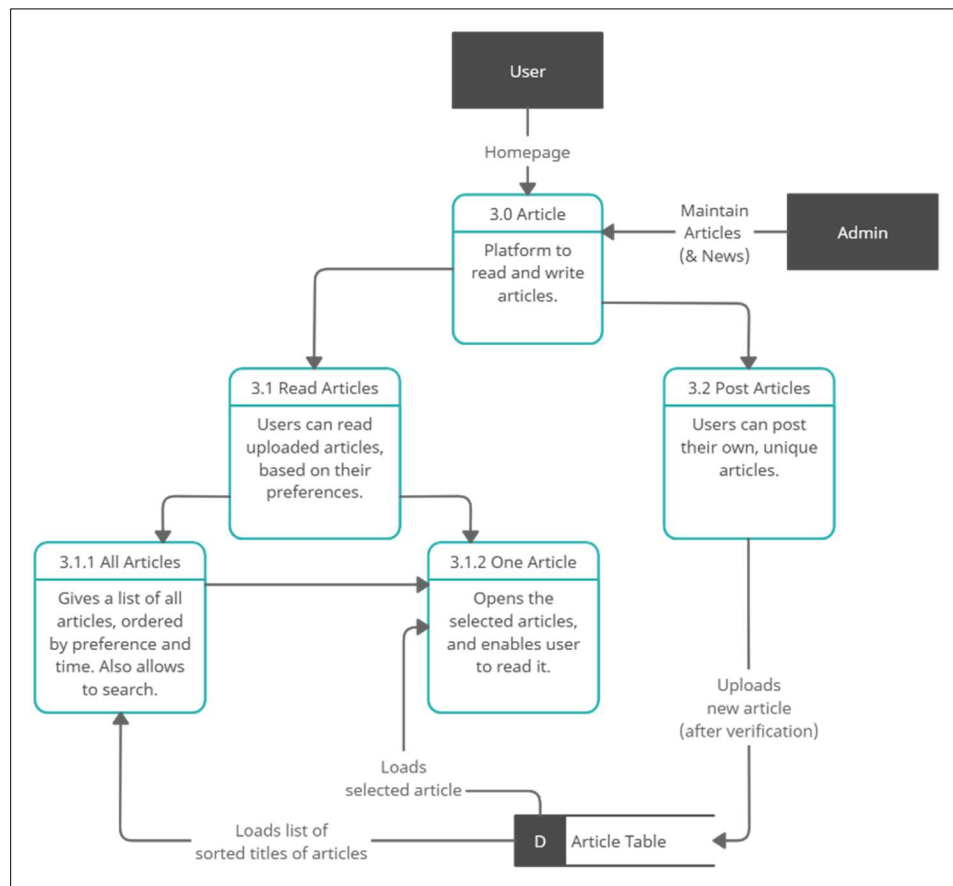 User
Homepage
3.0 Article
Platform to
read and write
articles.
Maintain
Articles
(& News)
Admin
3.1 Read Articles
Users can read
uploaded articles,
based on their
preferences.
3.2 Post Articles
Users can post
their own, unique
articles.
3.1.1 All Articles
Gives a list of all
articles, ordered
by preference and
time. Also allows
to search.
3.1.2 One Article
Opens the
selected articles,
and enables user
to read it.
Uploads
new article
(after verification)
Loads
selected article
Loads list of
sorted titles of articles
D
Article Table